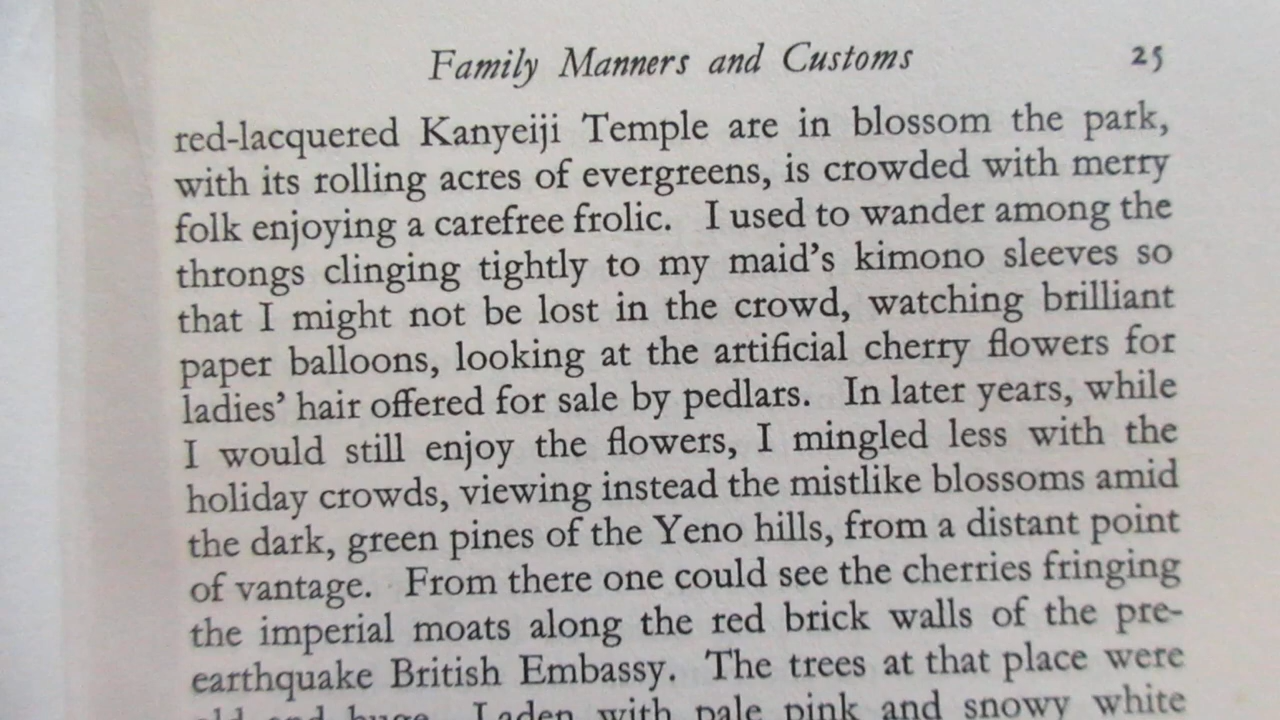 Family Manners and Customs 25
red-lacquered Kanyeiji Temple are in blossom the park,
with its rolling acres of evergreens, is crowded with merry
folk enjoying a carefree frolic. I used to wander among the
throngs clinging tightly to my maid's kimono sleeves so
that I might not be lost in the crowd, watching brilliant
paper balloons, looking at the artificial cherry flowers for
ladies' hair offered for sale by pedlars. In later years, while
I would still enjoy the flowers, I mingled less with the
holiday crowds, viewing instead the mistlike blossoms amid
the dark, green pines of the Yeno hills, from a distant point
of vantage. From there one could see the cherries fringing
the imperial moats along the red brick walls of the pre-
earthquake British Embassy. The trees at that place were
old and huge. Laden with pale pink and snowy white